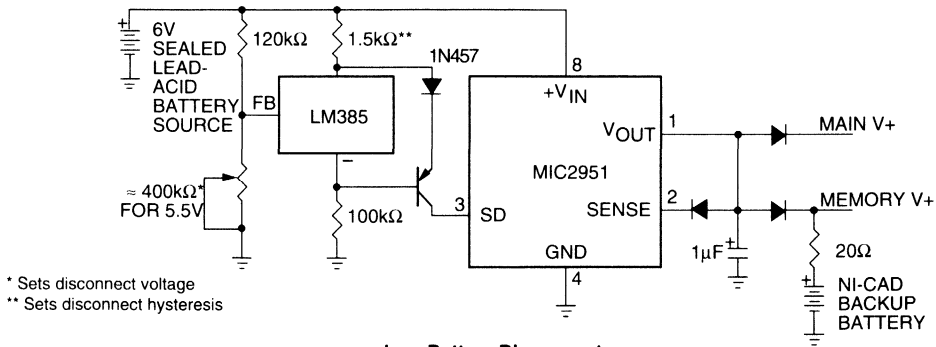 6V
SEALED
LEAD-
ACID
BATTERY
SOURCE
120kΩ
1.5kΩ**
1N457
FB
LM385
–
≈ 400kΩ*
FOR 5.5V
100kΩ
3
SD
8
+VIN
VOUT
1
MIC2951
SENSE
2
GND
4
MAIN V+
MEMORY V+
1µF
+
20Ω
NI-CAD
BACKUP
BATTERY
+
+
* Sets disconnect voltage
** Sets disconnect hysteresis